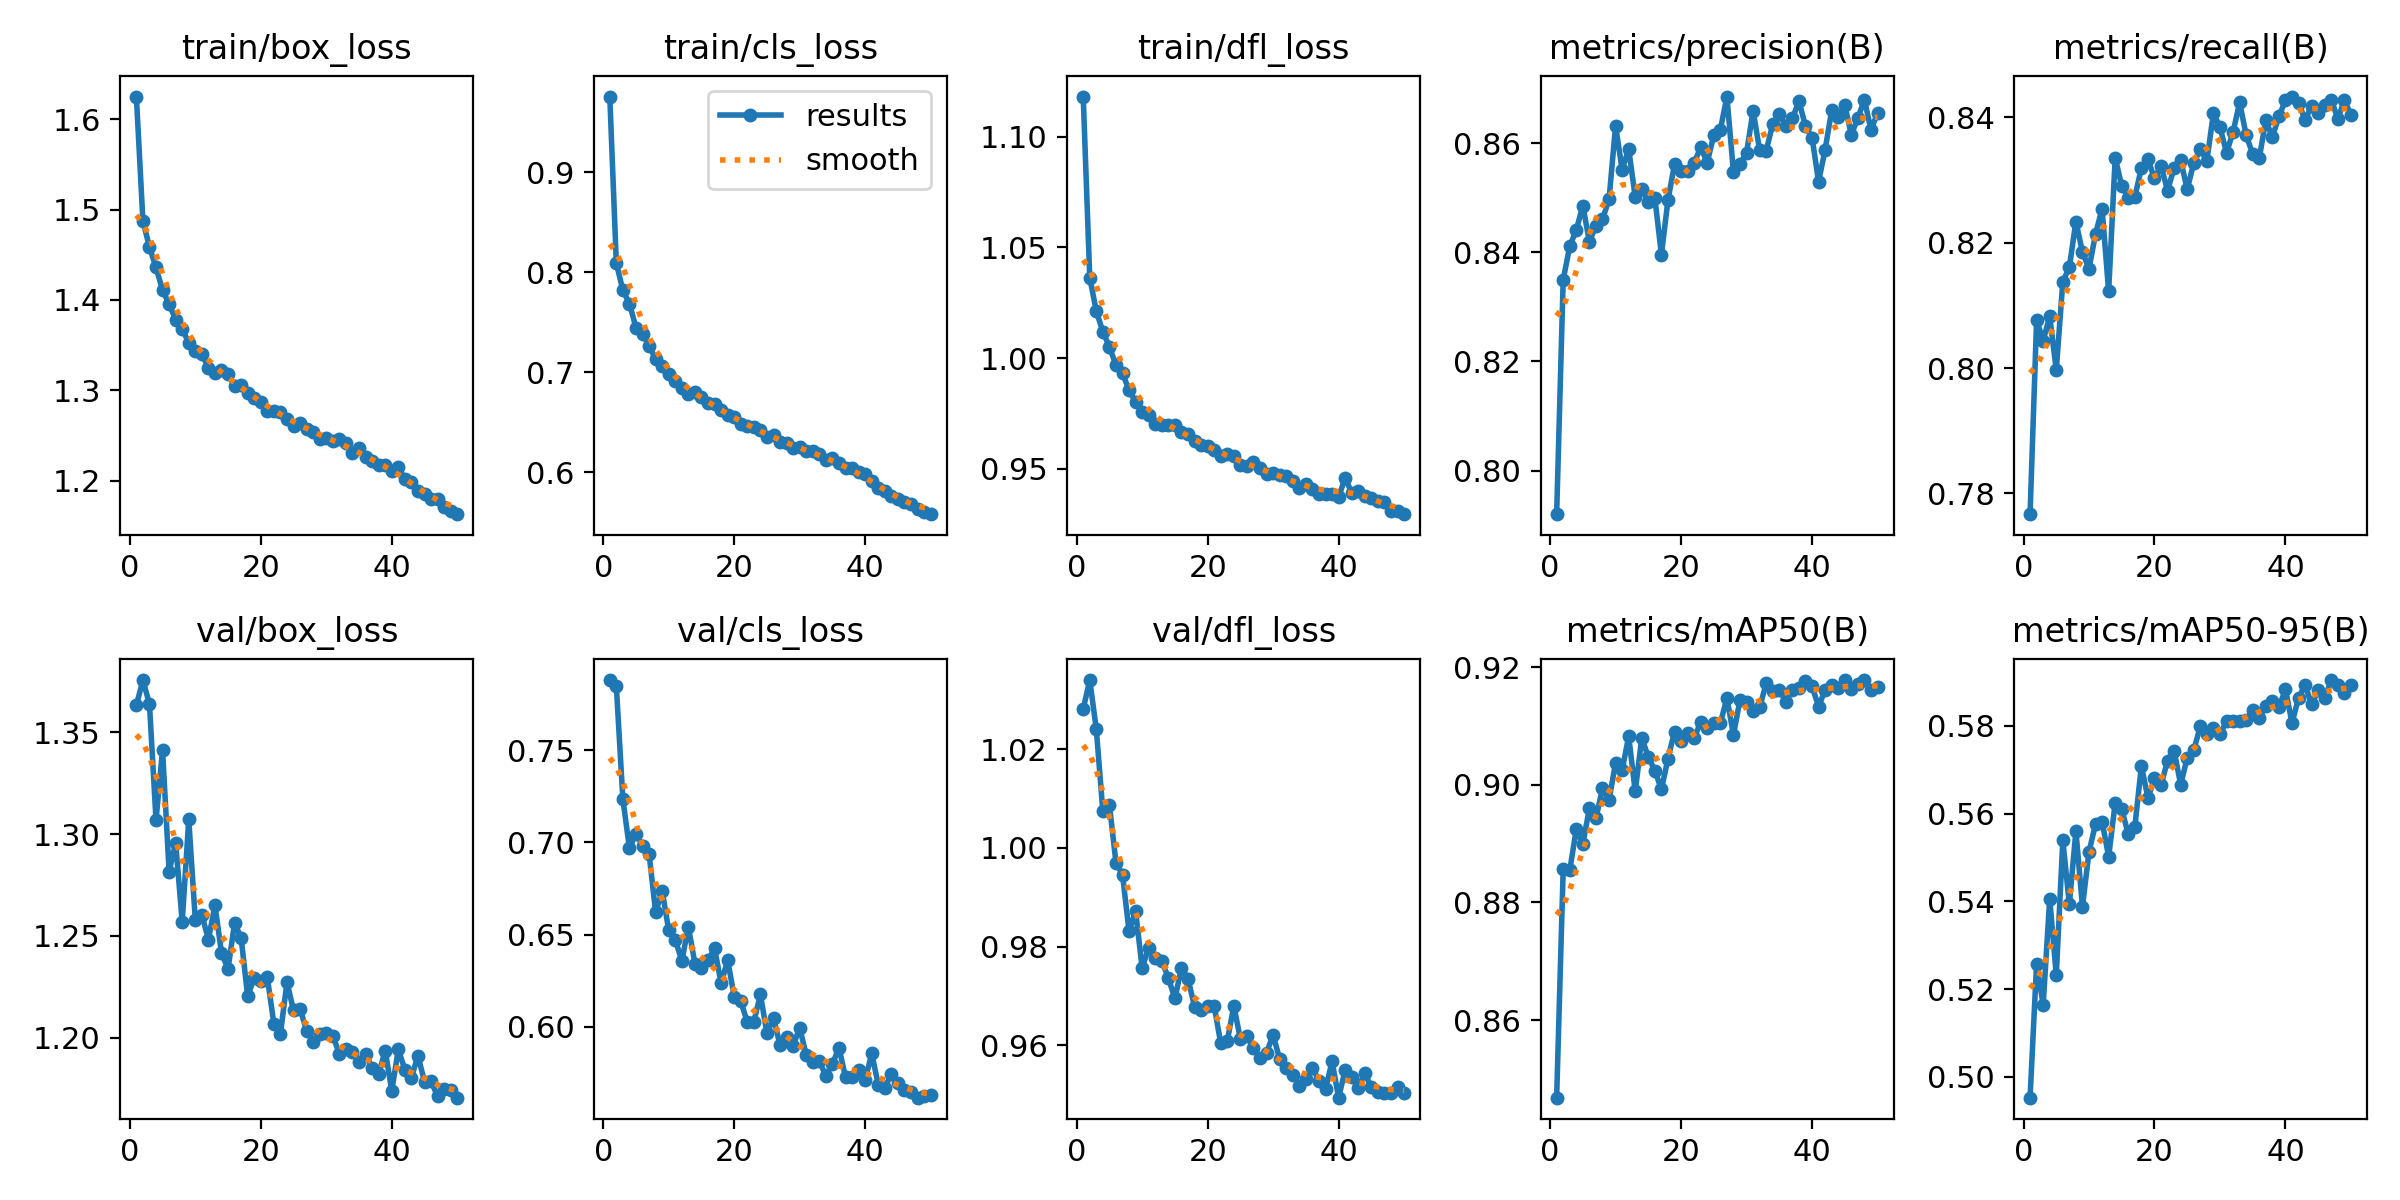 train/box_loss
train/cls_loss
train/dfl_loss
metrics/precision(B)
metrics/recall(B)
1.6
1.5
1.4
1.3
1.2
0 20 40
results
smooth
0.9
0.8
0.7
0.6
0 20 40
1.10
1.05
1.00
0.95
0 20 40
0.86
0.84
0.82
0.80
0 20 40
0.84
0.82
0.80
0.78
0 20 40
val/box_loss
val/cls_loss
val/dfl_loss
metrics/mAP50(B)
metrics/mAP50-95(B)
1.35
1.30
1.25
1.20
0 20 40
0.75
0.70
0.65
0.60
0 20 40
1.02
1.00
0.98
0.96
0 20 40
0.92
0.90
0.88
0.86
0 20 40
0.58
0.56
0.54
0.52
0.50
0 20 40